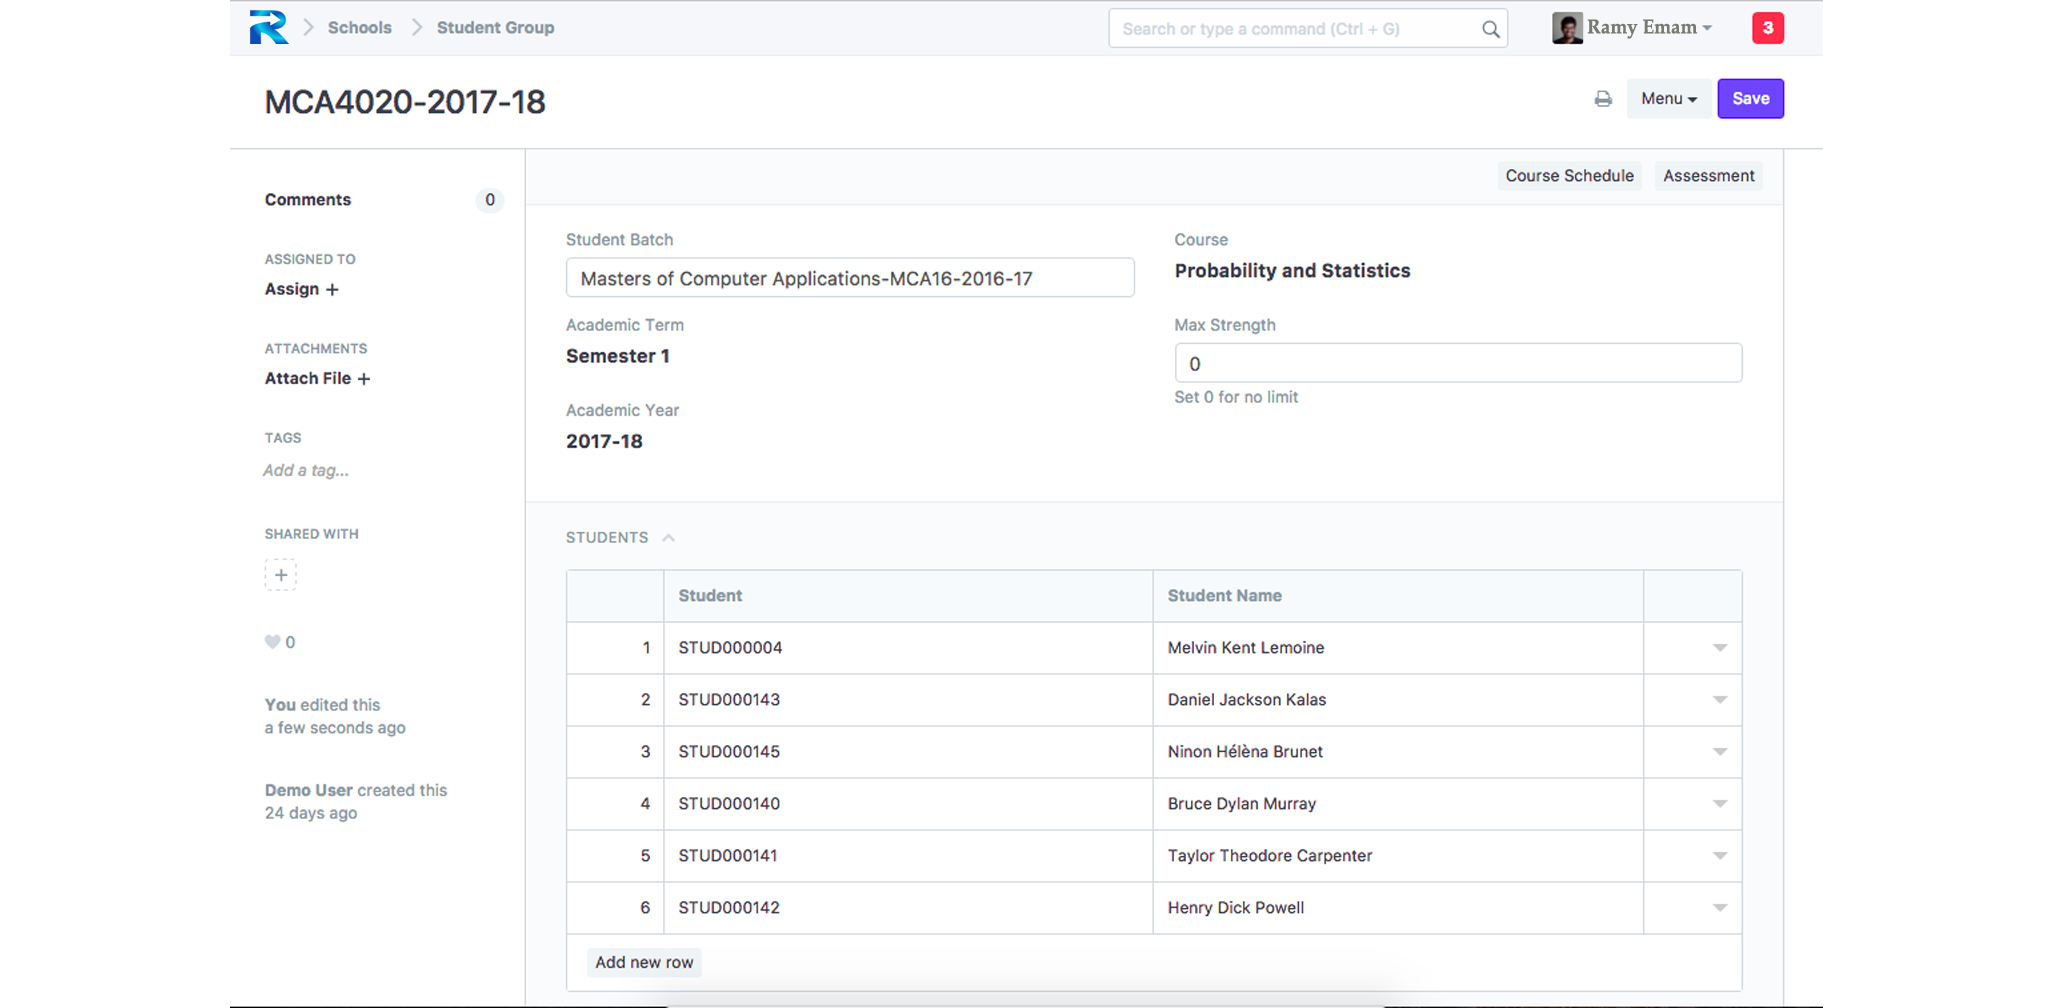 Schools
Student Group
Search or type a command (Ctrl + G)
Ramy Emam
3
MCA4020-2017-18
Menu
Save
Comments 0
ASSIGNED TO
Assign +
ATTACHMENTS
Attach File +
TAGS
Add a tag...
SHARED WITH
+
0
You edited this
a few seconds ago
Demo User created this
24 days ago
Course Schedule
Assessment
Student Batch
Masters of Computer Applications-MCA16-2016-17
Academic Term
Semester 1
Academic Year
2017-18
Course
Probability and Statistics
Max Strength
0
Set 0 for no limit
STUDENTS
Student Student Name
1 STUD000004 Melvin Kent Lemoine
2 STUD000143 Daniel Jackson Kalas
3 STUD000145 Ninon Hélèna Brunet
4 STUD000140 Bruce Dylan Murray
5 STUD000141 Taylor Theodore Carpenter
6 STUD000142 Henry Dick Powell
Add new row